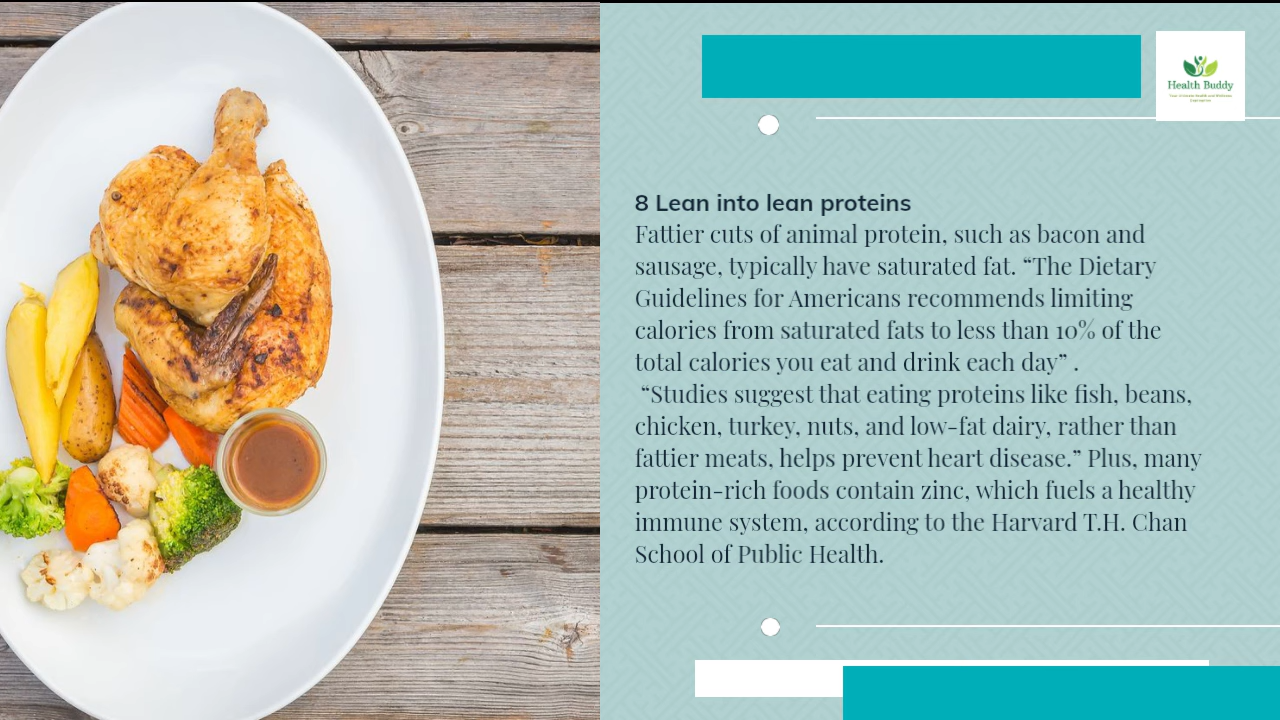 Health Buddy
8 Lean into lean proteins
Fattier cuts of animal protein, such as bacon and
sausage, typically have saturated fat. “The Dietary
Guidelines for Americans recommends limiting
calories from saturated fats to less than 10% of the
total calories you eat and drink each day” .
“Studies suggest that eating proteins like fish, beans,
chicken, turkey, nuts, and low-fat dairy, rather than
fattier meats, helps prevent heart disease.” Plus, many
protein-rich foods contain zinc, which fuels a healthy
immune system, according to the Harvard T.H. Chan
School of Public Health.